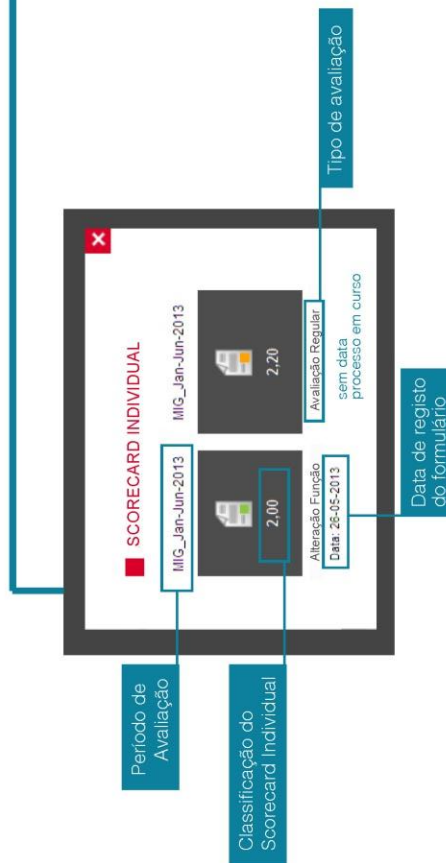 Período de
Avaliação
Classificação do
Scorecard Individual
SCORECARD INDIVIDUAL
MIG_Jan-Jun-2013
2,00
Alteração Função
Data: 26-05-2013
MIG_Jan-Jun-2013
2,20
Avaliação Regular
sem data
processo em curso
Data de registo
do formulário
Tipo de avaliação